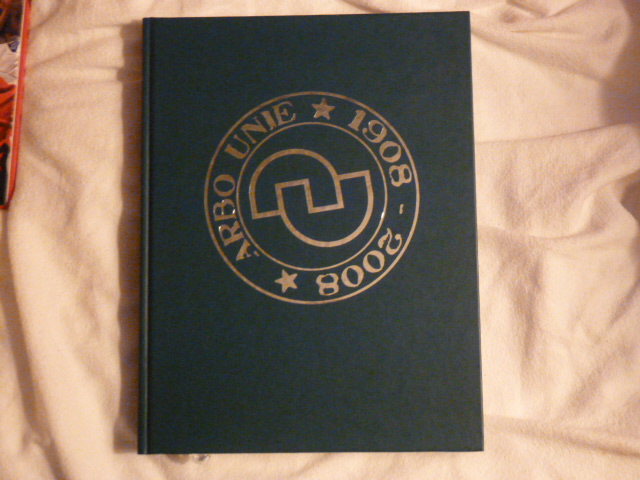 ARBO UNIE ★ 1908 - 2008 ★